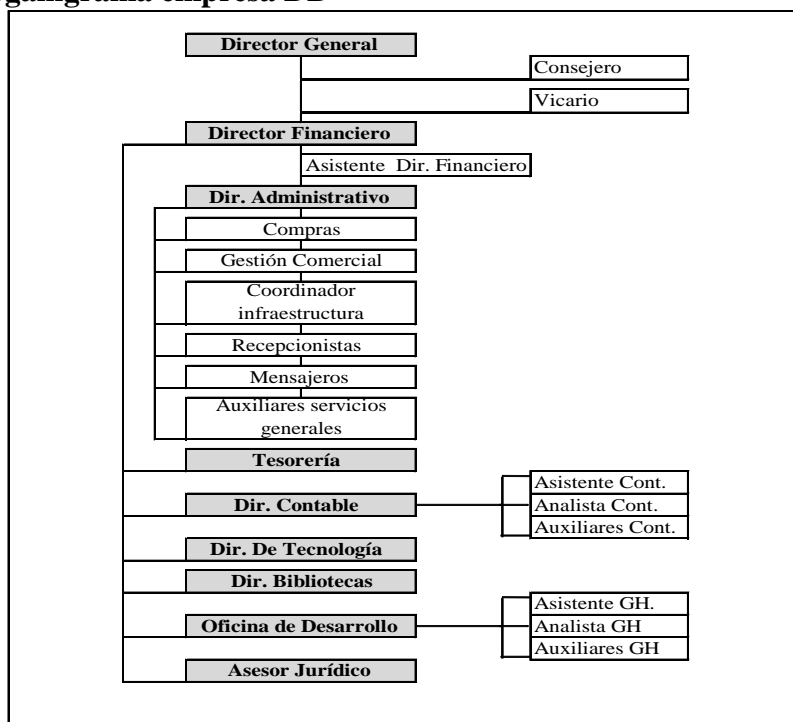 Director General
Consejero
Vicario
Director Financiero
Asistente Dir. Financiero
Dir. Administrativo
Compras
Gestión Comercial
Coordinador
infraestructura
Recepcionistas
Mensajeros
Auxiliares servicios
generales
Tesorería
Dir. Contable
Asistente Cont.
Analista Cont.
Auxiliares Cont.
Dir. De Tecnología
Dir. Bibliotecas
Oficina de Desarrollo
Asistente GH.
Analista GH
Auxiliares GH
Asesor Jurídico